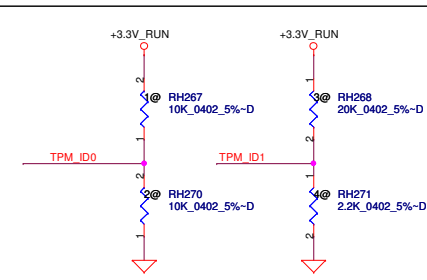 +3.3V_RUN
+3.3V_RUN
2
1@ RH267
10K_0402_5%~D
1
1
3@ RH268
20K_0402_5%~D
2
TPM_ID0
TPM_ID1
2
2@ RH270
10K_0402_5%~D
1
1
4@ RH271
2.2K_0402_5%~D
2